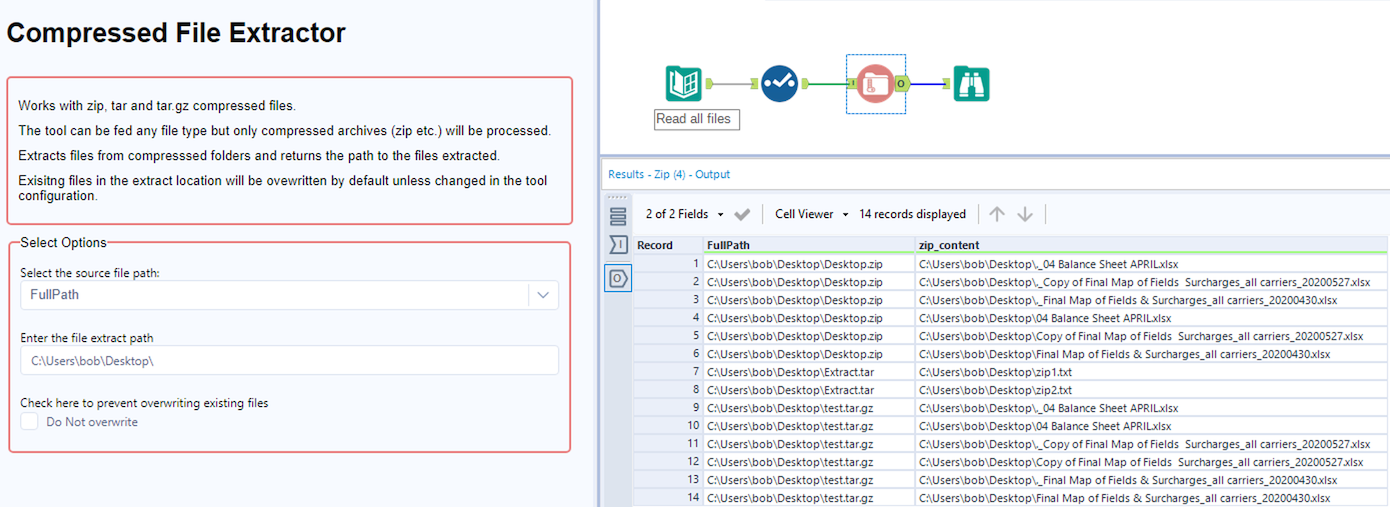 Compressed File Extractor
Works with zip, tar and tar.gz compressed files.
The tool can be fed any file type but only compressed archives (zip etc.) will be processed.
Extracts files from compresssed folders and returns the path to the files extracted.
Exisitng files in the extract location will be ovewritten by default unless changed in the tool
configuration.
Select Options
Select the source file path:
FullPath
Enter the file extract path
C:\Users\bob\Desktop\
Check here to prevent overwriting existing files
Do Not overwrite
Read all files
Results - Zip (4) - Output
2 of 2 Fields Cell Viewer 14 records displayed
Record FullPath zip_content
1 C:\Users\bob\Desktop\Desktop.zip C:\Users\bob\Desktop\._04 Balance Sheet APRIL.xlsx
2 C:\Users\bob\Desktop\Desktop.zip C:\Users\bob\Desktop\._Copy of Final Map of Fields  Surcharges_all carriers_20200527.xlsx
3 C:\Users\bob\Desktop\Desktop.zip C:\Users\bob\Desktop\._Final Map of Fields & Surcharges_all carriers_20200430.xlsx
4 C:\Users\bob\Desktop\Desktop.zip C:\Users\bob\Desktop\04 Balance Sheet APRIL.xlsx
5 C:\Users\bob\Desktop\Desktop.zip C:\Users\bob\Desktop\Copy of Final Map of Fields  Surcharges_all carriers_20200527.xlsx
6 C:\Users\bob\Desktop\Desktop.zip C:\Users\bob\Desktop\Final Map of Fields & Surcharges_all carriers_20200430.xlsx
7 C:\Users\bob\Desktop\Extract.tar C:\Users\bob\Desktop\zip1.txt
8 C:\Users\bob\Desktop\Extract.tar C:\Users\bob\Desktop\zip2.txt
9 C:\Users\bob\Desktop\test.tar.gz C:\Users\bob\Desktop\._04 Balance Sheet APRIL.xlsx
10 C:\Users\bob\Desktop\test.tar.gz C:\Users\bob\Desktop\04 Balance Sheet APRIL.xlsx
11 C:\Users\bob\Desktop\test.tar.gz C:\Users\bob\Desktop\._Copy of Final Map of Fields  Surcharges_all carriers_20200527.xlsx
12 C:\Users\bob\Desktop\test.tar.gz C:\Users\bob\Desktop\Copy of Final Map of Fields  Surcharges_all carriers_20200527.xlsx
13 C:\Users\bob\Desktop\test.tar.gz C:\Users\bob\Desktop\._Final Map of Fields & Surcharges_all carriers_20200430.xlsx
14 C:\Users\bob\Desktop\test.tar.gz C:\Users\bob\Desktop\Final Map of Fields & Surcharges_all carriers_20200430.xlsx